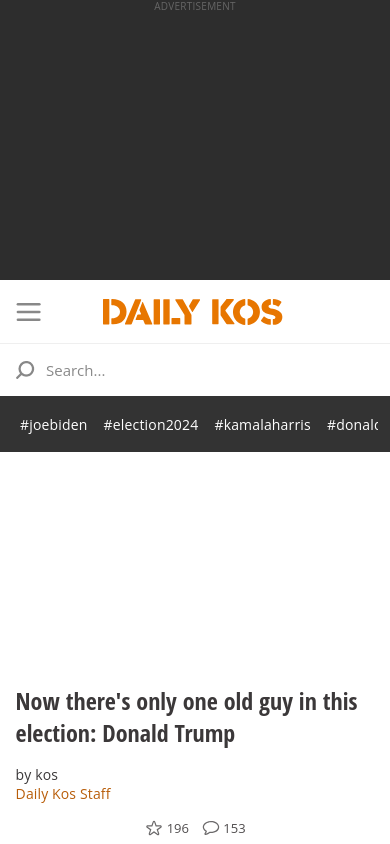 ADVERTISEMENT
DAILY KOS
Search...
#joebiden #election2024 #kamalaharris #donald
Now there's only one old guy in this
election: Donald Trump
by kos
Daily Kos Staff
196 153